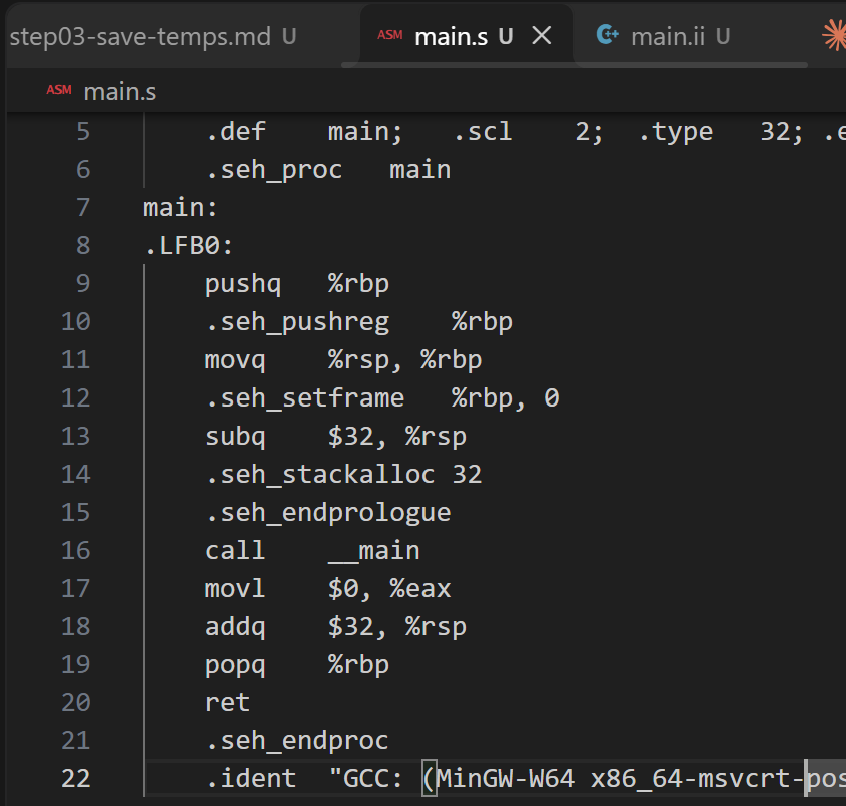 step03-save-temps.md U ASM main.s U main.ii U
ASM main.s
5 .def main; .scl 2; .type 32;
6 .seh_proc main
7 main:
8 .LFB0:
9 pushq %rbp
10 .seh_pushreg %rbp
11 movq %rsp, %rbp
12 .seh_setframe %rbp, 0
13 subq $32, %rsp
14 .seh_stackalloc 32
15 .seh_endprologue
16 call __main
17 movl $0, %eax
18 addq $32, %rsp
19 popq %rbp
20 ret
21 .seh_endproc
22 .ident "GCC: (MinGW-W64 x86_64-msvcrt-pos